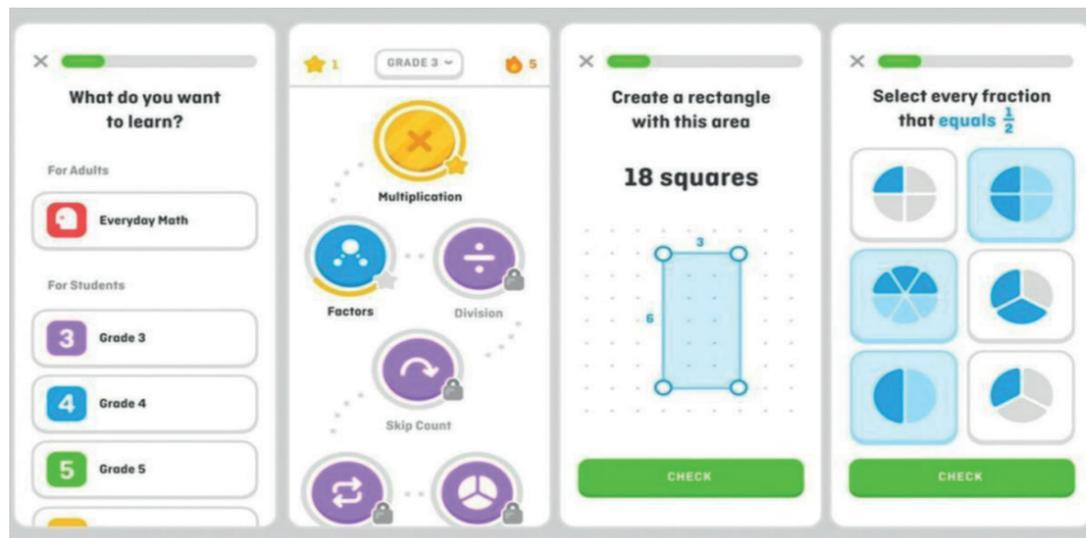 What do you want
to learn?
For Adults
Everyday Math
For Students
3 Grade 3
4 Grade 4
5 Grade 5
1 GRADE 3 5
Multiplication
Factors
Division
Skip Count
Create a rectangle
with this area
18 squares
3
6
CHECK
Select every fraction
that equals 1/2
CHECK